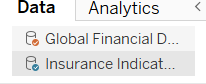 Data Analytics
Global Financial D...
Insurance Indicat...